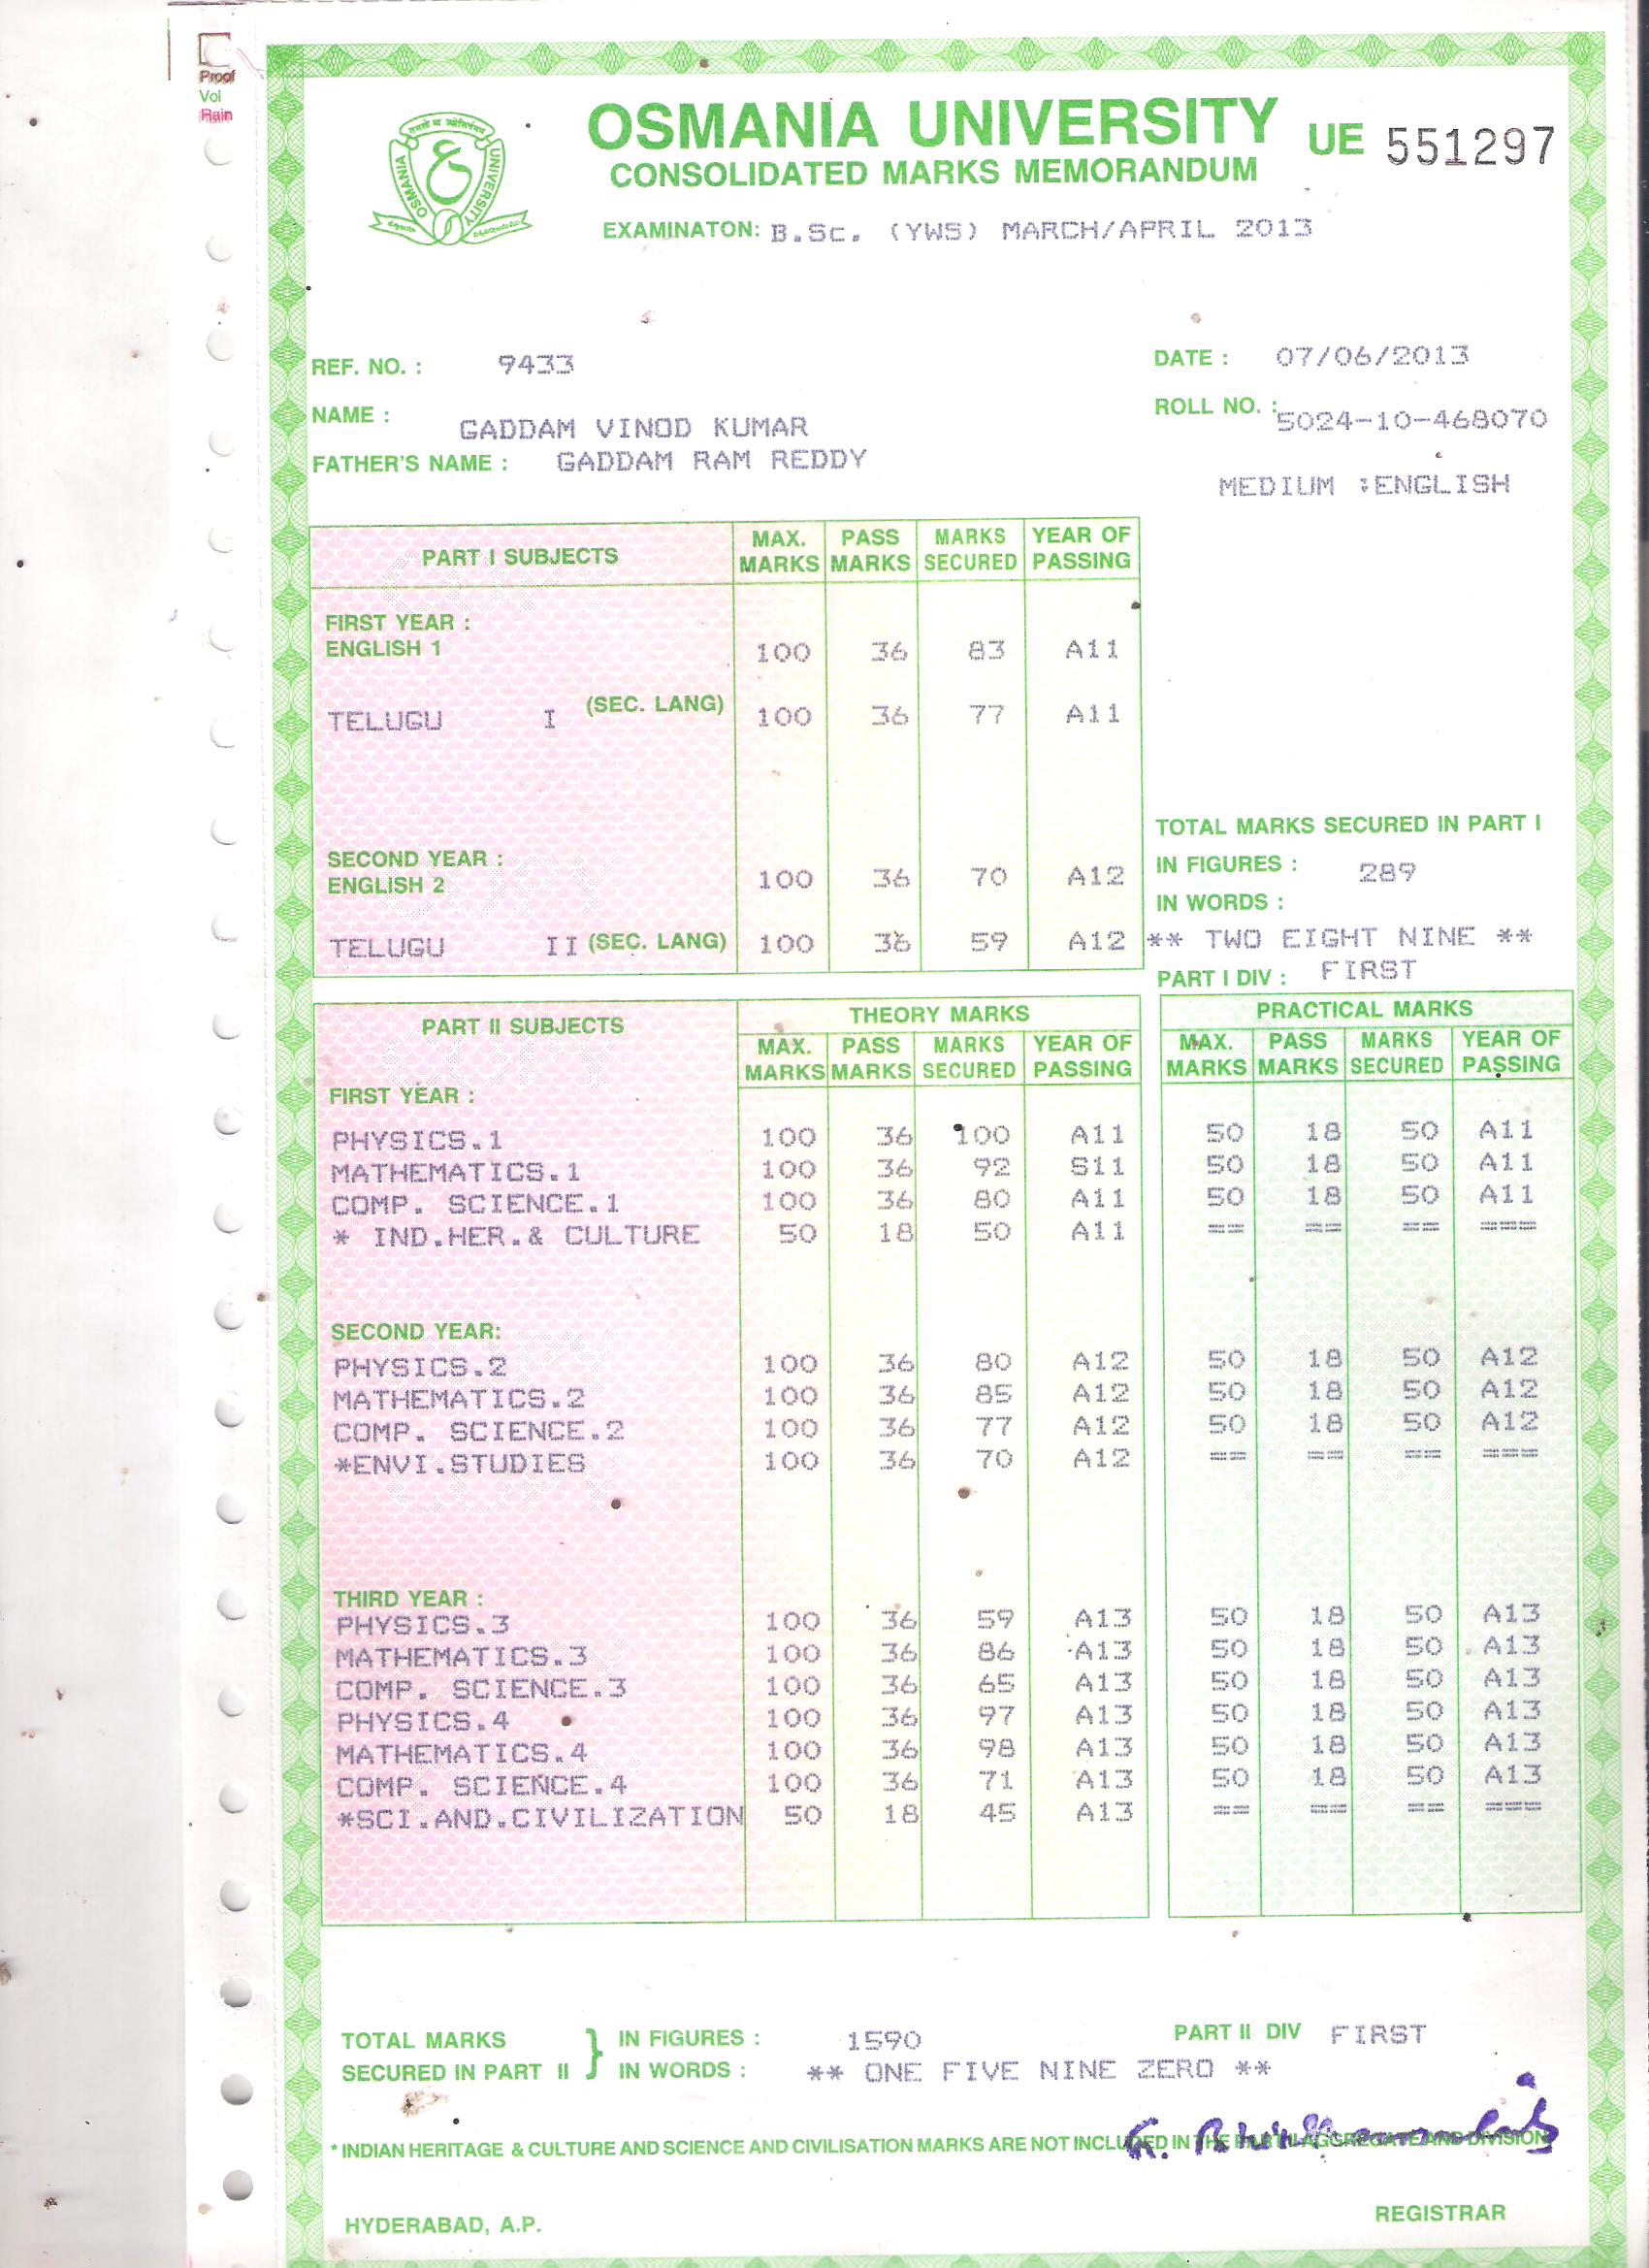 Proof
Vol
Rain
OSMANIA UNIVERSITY
UE 551297
CONSOLIDATED MARKS MEMORANDUM
OSMANIA UNIVERSITY
EXAMINATON: B.Sc. (YWS) MARCH/APRIL 2013
REF. NO. : 9433
DATE : 07/06/2013
NAME : GADDAM VINOD KUMAR
ROLL NO. : 5024-10-468070
FATHER'S NAME : GADDAM RAM REDDY
MEDIUM :ENGLISH
PART I SUBJECTS MAX. MARKS PASS MARKS MARKS SECURED YEAR OF PASSING
FIRST YEAR :
ENGLISH 1 100 36 83 A11
TELUGU I (SEC. LANG) 100 36 77 A11
SECOND YEAR :
ENGLISH 2 100 36 70 A12
TELUGU II (SEC. LANG) 100 36 59 A12
TOTAL MARKS SECURED IN PART I
IN FIGURES : 289
IN WORDS :
** TWO EIGHT NINE **
PART I DIV : FIRST
PART II SUBJECTS THEORY MARKS PRACTICAL MARKS
MAX. MARKS PASS MARKS MARKS SECURED YEAR OF PASSING MAX. MARKS PASS MARKS MARKS SECURED YEAR OF PASSING
FIRST YEAR :
PHYSICS.1 100 36 100 A11 50 18 50 A11
MATHEMATICS.1 100 36 92 S11 50 18 50 A11
COMP. SCIENCE.1 100 36 80 A11 50 18 50 A11
* IND.HER.& CULTURE 50 18 50 A11 == == == ===
SECOND YEAR:
PHYSICS.2 100 36 80 A12 50 18 50 A12
MATHEMATICS.2 100 36 85 A12 50 18 50 A12
COMP. SCIENCE.2 100 36 77 A12 50 18 50 A12
*ENVI.STUDIES 100 36 70 A12 == == == ===
THIRD YEAR :
PHYSICS.3 100 36 59 A13 50 18 50 A13
MATHEMATICS.3 100 36 86 A13 50 18 50 A13
COMP. SCIENCE.3 100 36 65 A13 50 18 50 A13
PHYSICS.4 100 36 97 A13 50 18 50 A13
MATHEMATICS.4 100 36 98 A13 50 18 50 A13
COMP. SCIENCE.4 100 36 71 A13 50 18 50 A13
*SCI.AND.CIVILIZATION 50 18 45 A13 == == == ===
TOTAL MARKS SECURED IN PART II } IN FIGURES : 1590
IN WORDS : ** ONE FIVE NINE ZERO **
PART II DIV FIRST
* INDIAN HERITAGE & CULTURE AND SCIENCE AND CIVILISATION MARKS ARE NOT INCLUDED IN THE PART II AGGREGATE AND DIVISION
HYDERABAD, A.P.
REGISTRAR